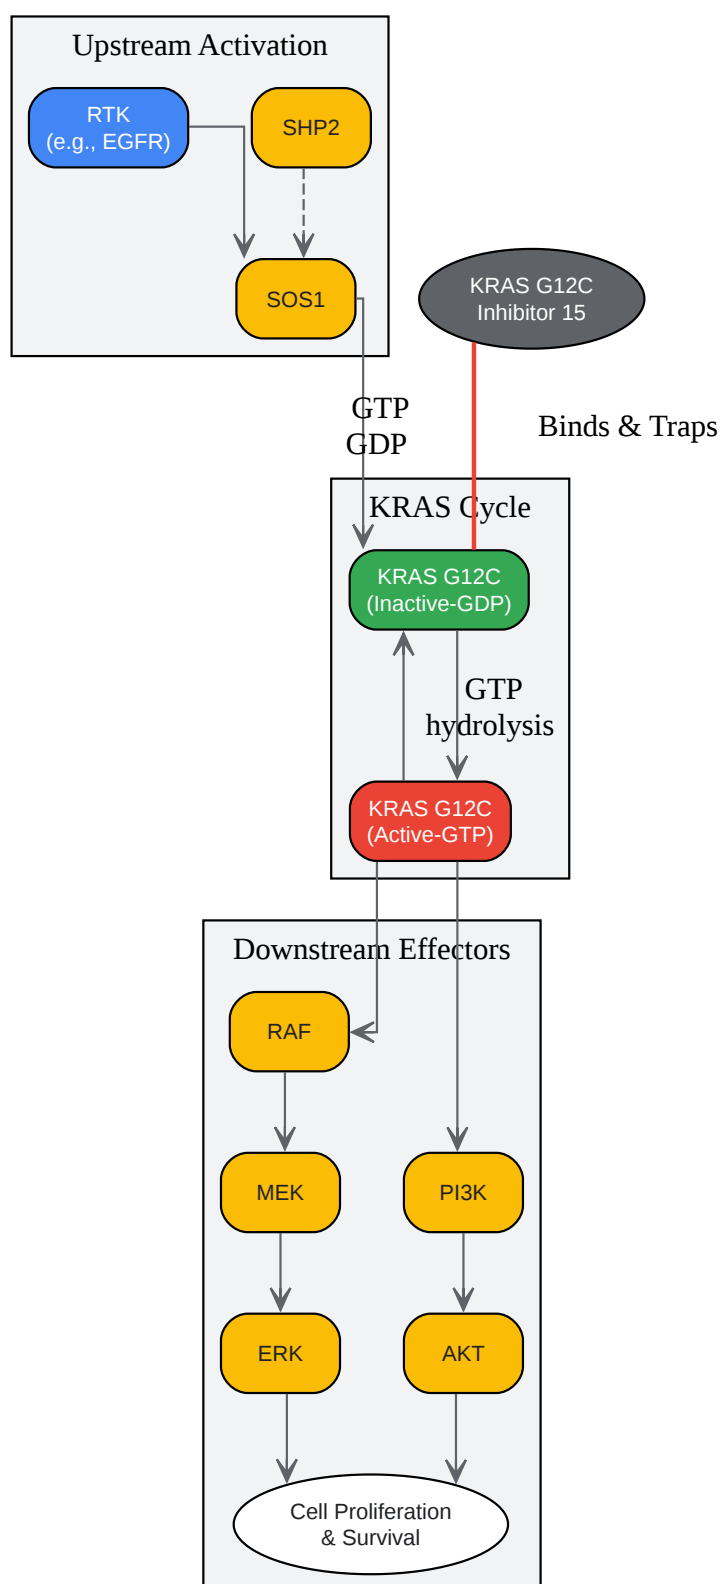 Upstream Activation
RTK
(e.g., EGFR)
SHP2
SOS1
KRAS G12C
Inhibitor 15
GTP
GDP
Binds & Traps
KRAS Cycle
KRAS G12C
(Inactive-GDP)
GTP
hydrolysis
KRAS G12C
(Active-GTP)
Downstream Effectors
RAF
MEK
PI3K
ERK
AKT
Cell Proliferation
& Survival